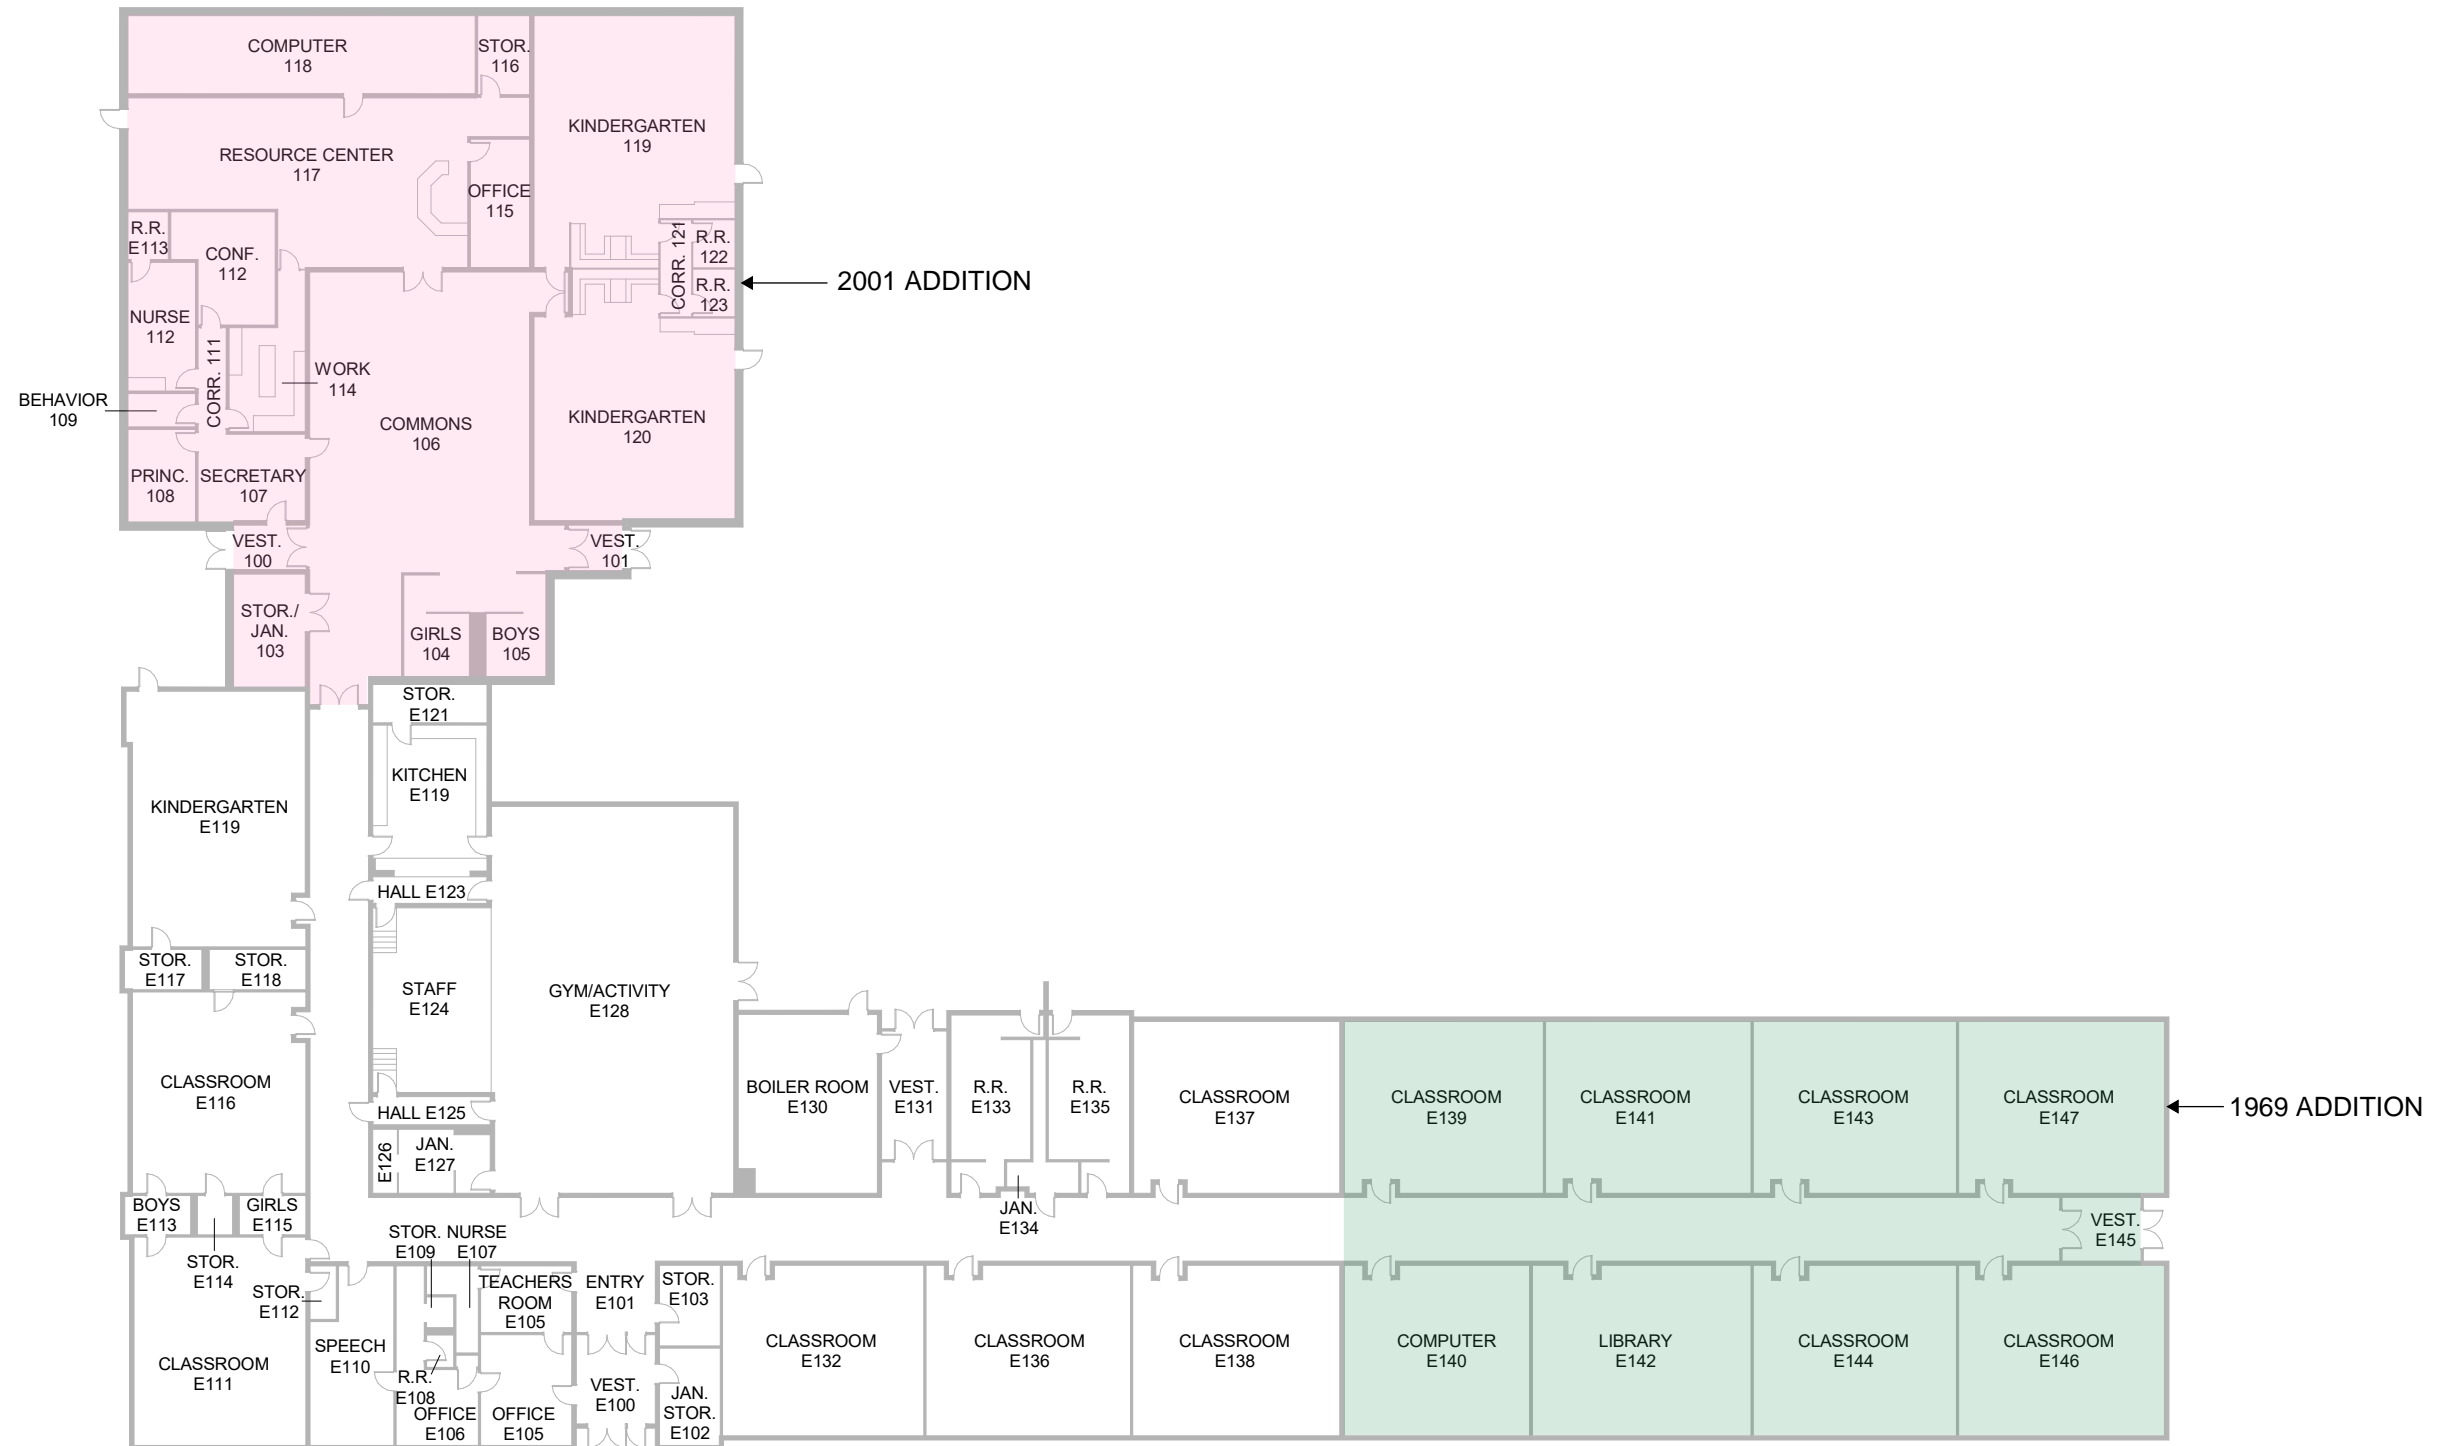 COMPUTER
118
STOR.
116
KINDERGARTEN
119
RESOURCE CENTER
117
OFFICE
115
R.R.
E113
CONF.
112
CORR. 121
R.R.
122
R.R.
123
2001 ADDITION
NURSE
112
CORR. 111
WORK
114
BEHAVIOR
109
COMMONS
106
KINDERGARTEN
120
PRINC.
108
SECRETARY
107
VEST.
100
VEST.
101
STOR./
JAN.
103
GIRLS
104
BOYS
105
STOR.
E121
KITCHEN
E119
KINDERGARTEN
E119
HALL E123
STOR.
E117
STOR.
E118
STAFF
E124
GYM/ACTIVITY
E128
CLASSROOM
E116
HALL E125
E126
JAN.
E127
BOILER ROOM
E130
VEST.
E131
R.R.
E133
R.R.
E135
CLASSROOM
E137
CLASSROOM
E139
CLASSROOM
E141
CLASSROOM
E143
CLASSROOM
E147
1969 ADDITION
BOYS
E113
GIRLS
E115
STOR.
E114
STOR.
E109
NURSE
E107
JAN.
E134
VEST.
E145
STOR.
E112
TEACHERS
ROOM
E105
ENTRY
E101
STOR.
E103
CLASSROOM
E111
SPEECH
E110
R.R.
E108
OFFICE
E106
OFFICE
E105
VEST.
E100
JAN.
STOR.
E102
CLASSROOM
E132
CLASSROOM
E136
CLASSROOM
E138
COMPUTER
E140
LIBRARY
E142
CLASSROOM
E144
CLASSROOM
E146